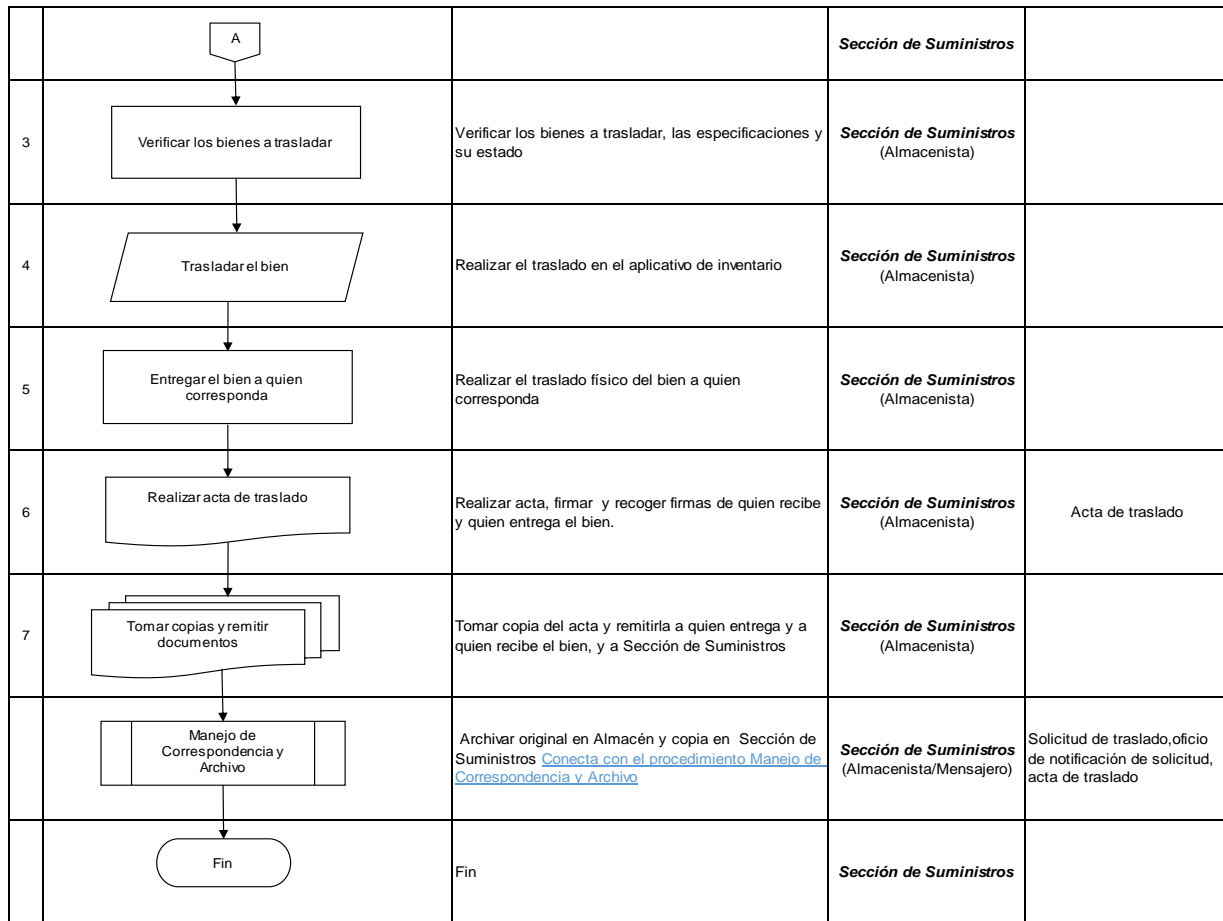 A
Sección de Suministros
3
Verificar los bienes a trasladar
Verificar los bienes a trasladar, las especificaciones y
su estado
Sección de Suministros
(Almacenista)
4
Trasladar el bien
Realizar el traslado en el aplicativo de inventario
Sección de Suministros
(Almacenista)
5
Entregar el bien a quien
corresponda
Realizar el traslado físico del bien a quien
corresponda
Sección de Suministros
(Almacenista)
6
Realizar acta de traslado
Realizar acta, firmar y recoger firmas de quien recibe
y quien entrega el bien.
Sección de Suministros
(Almacenista)
Acta de traslado
7
Tomar copias y remitir
documentos
Tomar copia del acta y remitirla a quien entrega y a
quien recibe el bien, y a Sección de Suministros
Sección de Suministros
(Almacenista)
Manejo de
Correspondencia y
Archivo
Archivar original en Almacén y copia en Sección de
Suministros Conecta con el procedimiento Manejo de
Correspondencia y Archivo
Sección de Suministros
(Almacenista/Mensajero)
Solicitud de traslado,oficio
de notificación de solicitud,
acta de traslado
Fin
Fin
Sección de Suministros